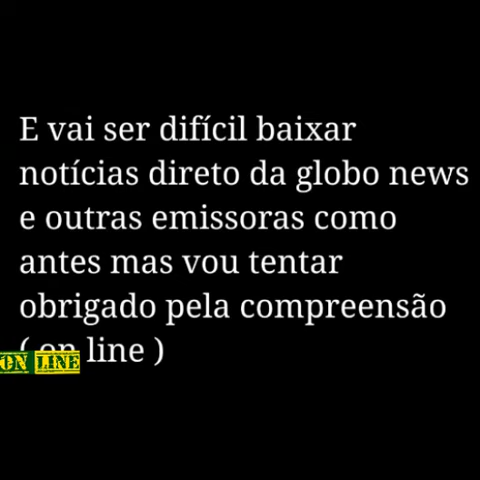 E vai ser difícil baixar
notícias direto da globo news
e outras emissoras como
antes mas vou tentar
obrigado pela compreensão
( on line )
ON LINE